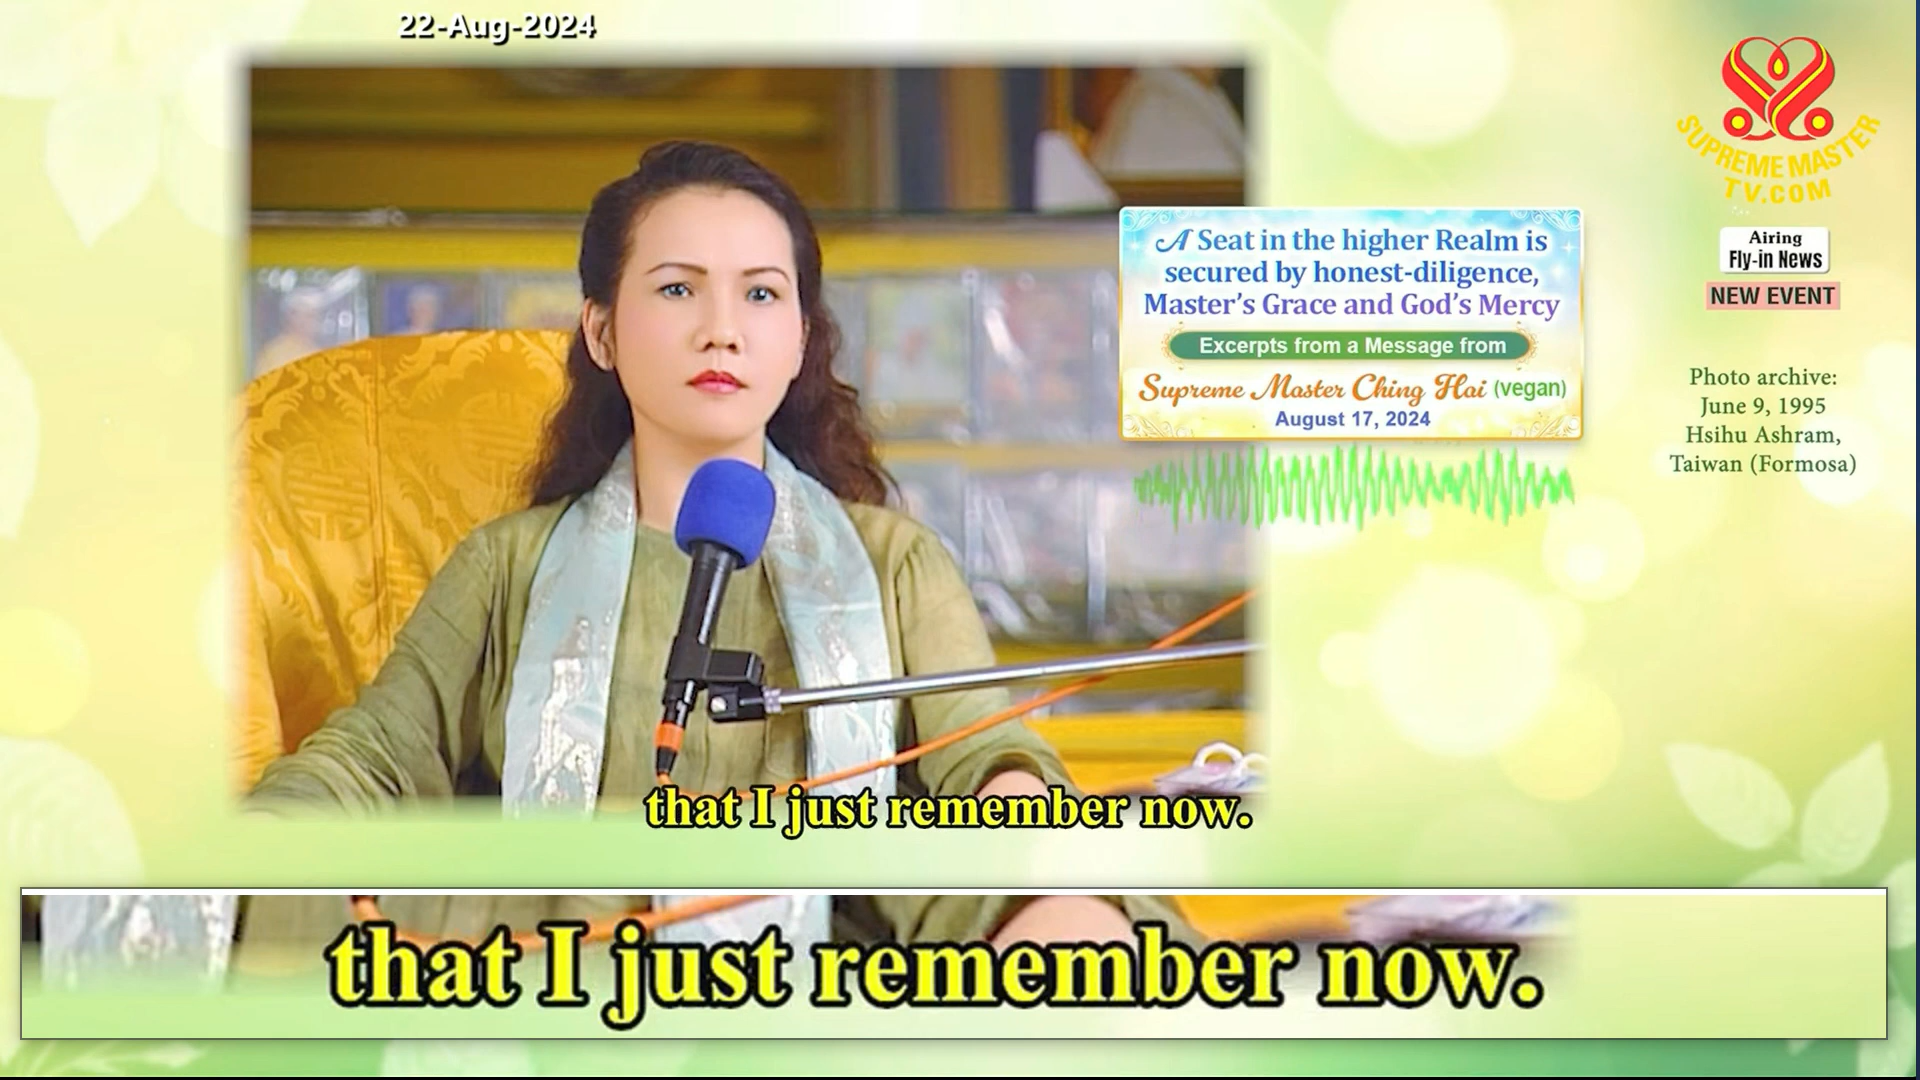 22-Aug-2024
SUPREME MASTER
TV.COM
A Seat in the higher Realm is
secured by honest-diligence,
Master's Grace and God's Mercy
Excerpts from a Message from
Supreme Master Ching Hai (vegan)
August 17, 2024
Airing
Fly-in News
NEW EVENT
Photo archive:
June 9, 1995
Hsihu Ashram,
Taiwan (Formosa)
that I just remember now.
that I just remember now.